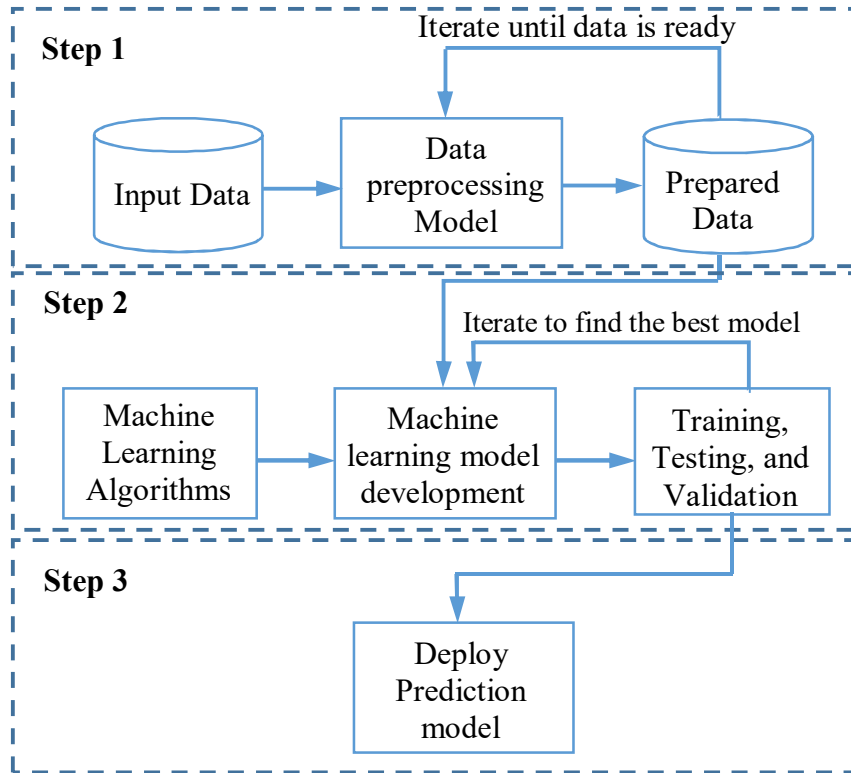 Step 1
Iterate until data is ready
Input Data
Data
preprocessing
Model
Prepared
Data
Step 2
Iterate to find the best model
Machine
Learning
Algorithms
Machine
learning model
development
Training,
Testing, and
Validation
Step 3
Deploy
Prediction
model